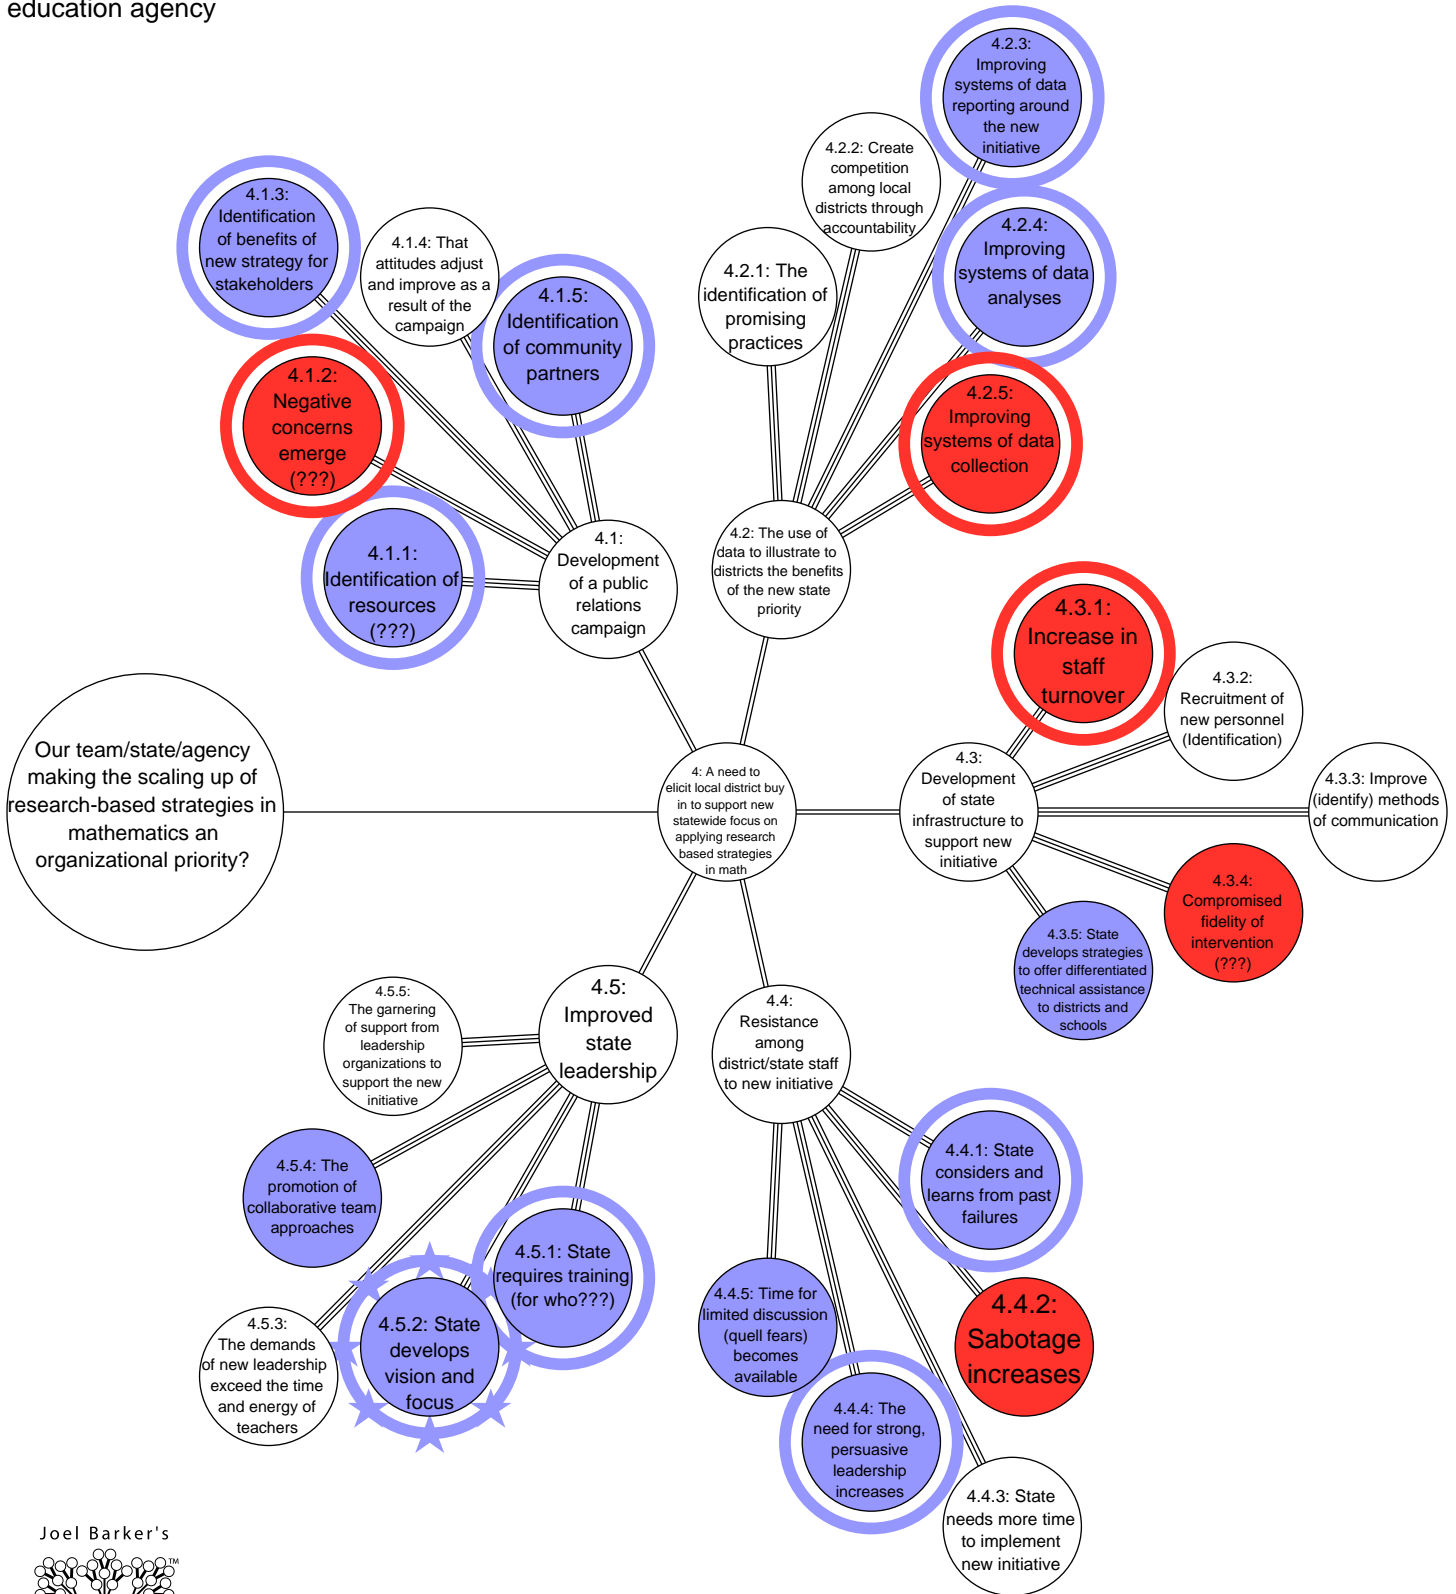 education agency
4.2.3:
Improving
systems of data
reporting around
the new
initiative
4.2.2: Create
competition
among local
districts through
accountability
4.1.3:
Identification
of benefits of
new strategy for
stakeholders
4.1.4: That
attitudes adjust
and improve as a
result of the
campaign
4.1.5:
Identification
of community
partners
4.2.1: The
identification of
promising
practices
4.2.4:
Improving
systems of data
analyses
4.1.2:
Negative
concerns
emerge
(???)
4.2.5:
Improving
systems of data
collection
4.1.1:
Identification of
resources
(???)
4.1:
Development
of a public
relations
campaign
4.2: The use of
data to illustrate to
districts the benefits
of the new state
priority
4.3.1:
Increase in
staff
turnover
4.3.2:
Recruitment of
new personnel
(Identification)
Our team/state/agency
making the scaling up of
research-based strategies in
mathematics an
organizational priority?
4: A need to
elicit local district buy
in to support new
statewide focus on
applying research
based strategies
in math
4.3:
Development
of state
infrastructure to
support new
initiative
4.3.3: Improve
(identify) methods
of communication
4.3.4:
Compromised
fidelity of
intervention
(???)
4.3.5: State
develops strategies
to offer differentiated
technical assistance
to districts and
schools
4.5.5:
The garnering
of support from
leadership
organizations to
support the new
initiative
4.5:
Improved
state
leadership
4.4:
Resistance
among
district/state staff
to new initiative
4.5.4: The
promotion of
collaborative team
approaches
4.4.1: State
considers and
learns from past
failures
4.5.1: State
requires training
(for who???)
4.5.2: State
develops
vision and
focus
4.5.3:
The demands
of new leadership
exceed the time
and energy of
teachers
4.4.5: Time for
limited discussion
(quell fears)
becomes
available
4.4.2:
Sabotage
increases
4.4.4: The
need for strong,
persuasive
leadership
increases
4.4.3: State
needs more time
to implement
new initiative
Joel Barker's
TM